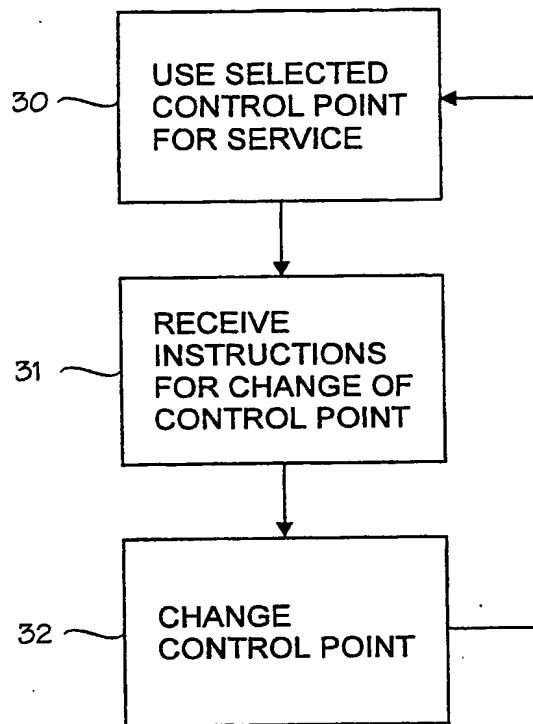 30
USE SELECTED
CONTROL POINT
FOR SERVICE
31
RECEIVE
INSTRUCTIONS
FOR CHANGE OF
CONTROL POINT
32
CHANGE
CONTROL POINT